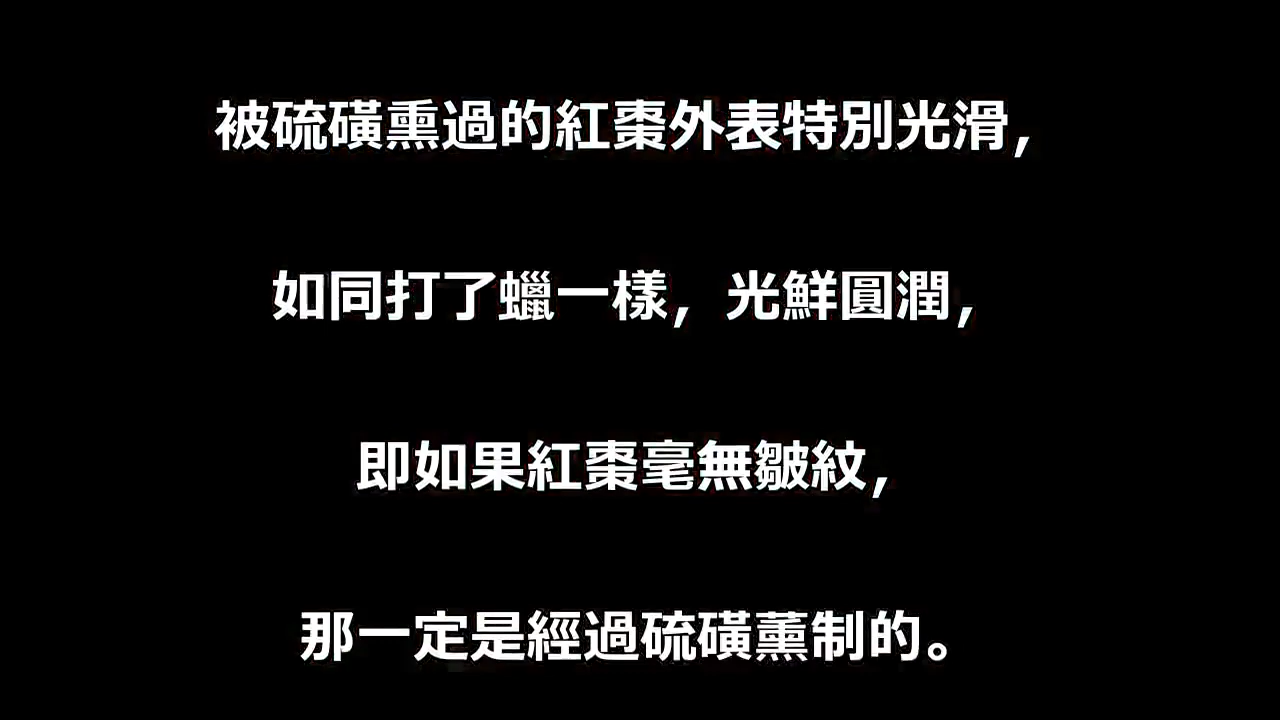 被硫磺熏過的紅棗外表特別光滑，
如同打了蠟一樣，光鮮圓潤，
即如果紅棗毫無皺紋，
那一定是經過硫磺薰制的。